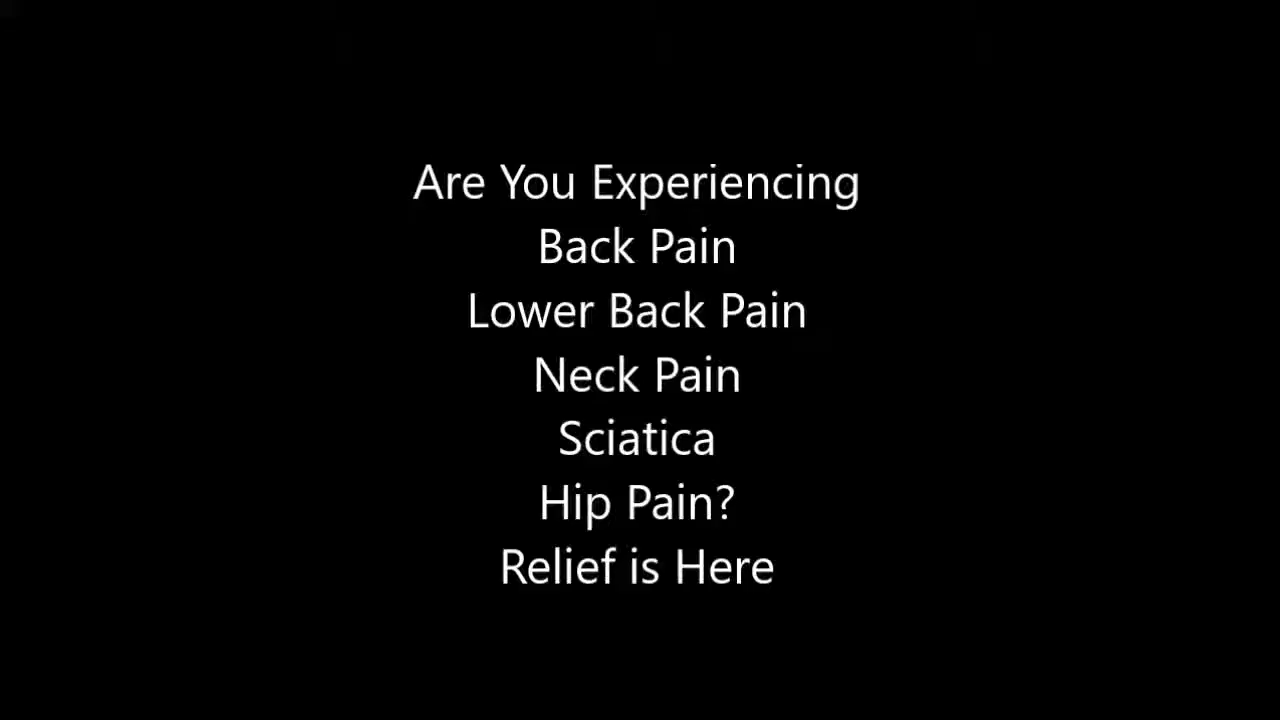 Are You Experiencing
Back Pain
Lower Back Pain
Neck Pain
Sciatica
Hip Pain?
Relief is Here